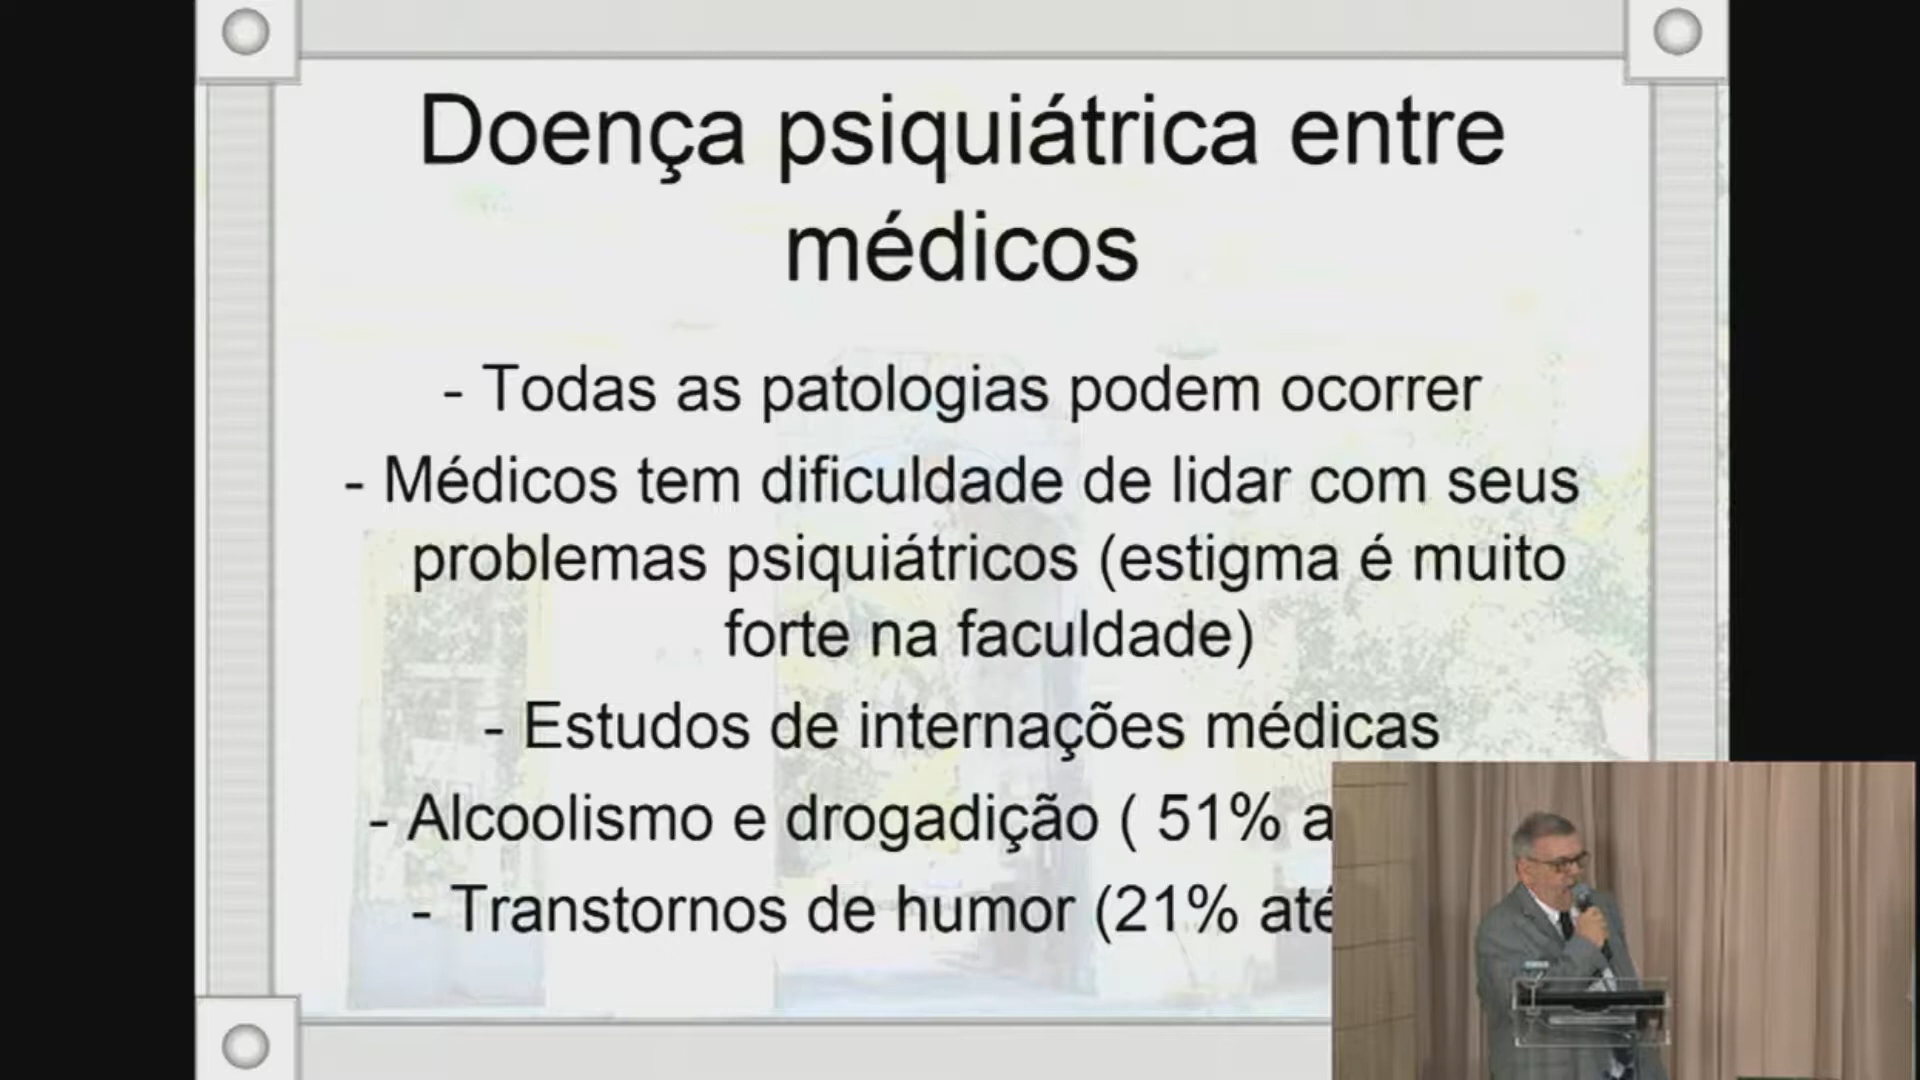 Doença psiquiátrica entre
médicos
- Todas as patologias podem ocorrer
- Médicos tem dificuldade de lidar com seus
problemas psiquiátricos (estigma é muito
forte na faculdade)
- Estudos de internações médicas
- Alcoolismo e drogadição ( 51% a
- Transtornos de humor (21% até